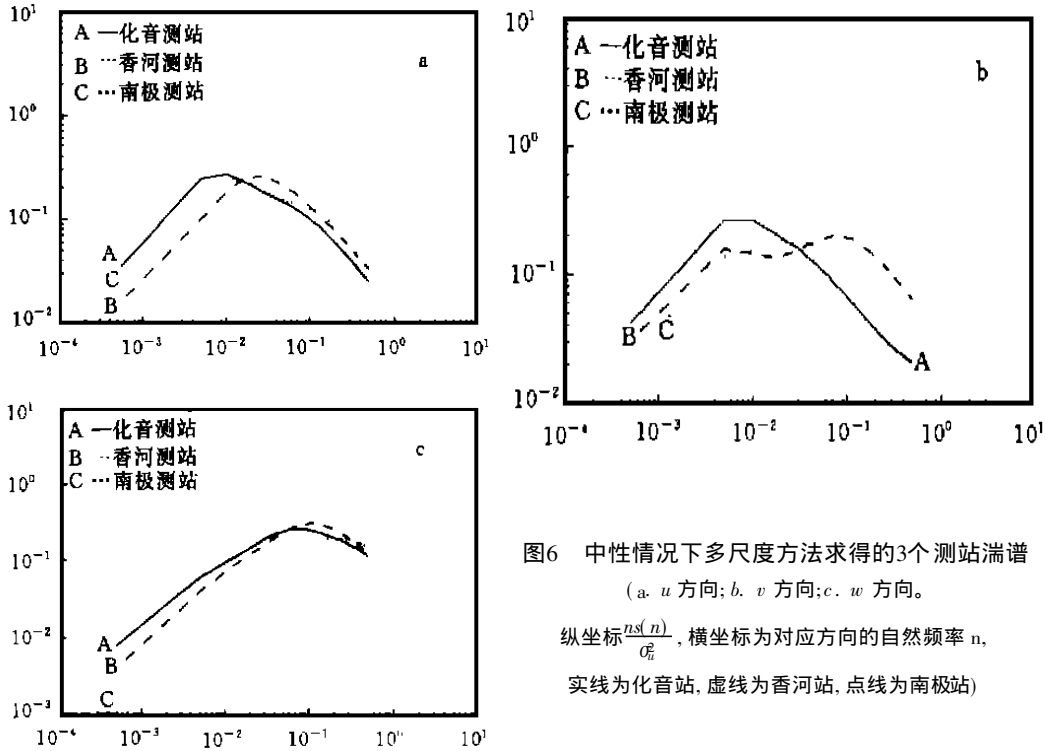 10¹
A —化音测站
B ···香河测站
C ···南极测站
a
10⁰
10⁻¹
A
C
B
10⁻²
10⁻⁴ 10⁻³ 10⁻² 10⁻¹ 10⁰ 10¹
10¹
A —化音测站
B ···香河测站
C ···南极测站
b
10⁰
10⁻¹
B C
A
10⁻²
10⁻⁴ 10⁻³ 10⁻² 10⁻¹ 10⁰ 10¹
10¹
A —化音测站
B ···香河测站
C ···南极测站
c
10⁰
10⁻¹
10⁻²
A
B
C
10⁻³
10⁻⁴ 10⁻³ 10⁻² 10⁻¹ 10⁰ 10¹
图6 中性情况下多尺度方法求得的3个测站湍谱
(a. u 方向; b. v 方向; c. w 方向。
纵坐标ns(n)/σ²ᵤ, 横坐标为对应方向的自然频率 n,
实线为化音站, 虚线为香河站, 点线为南极站)